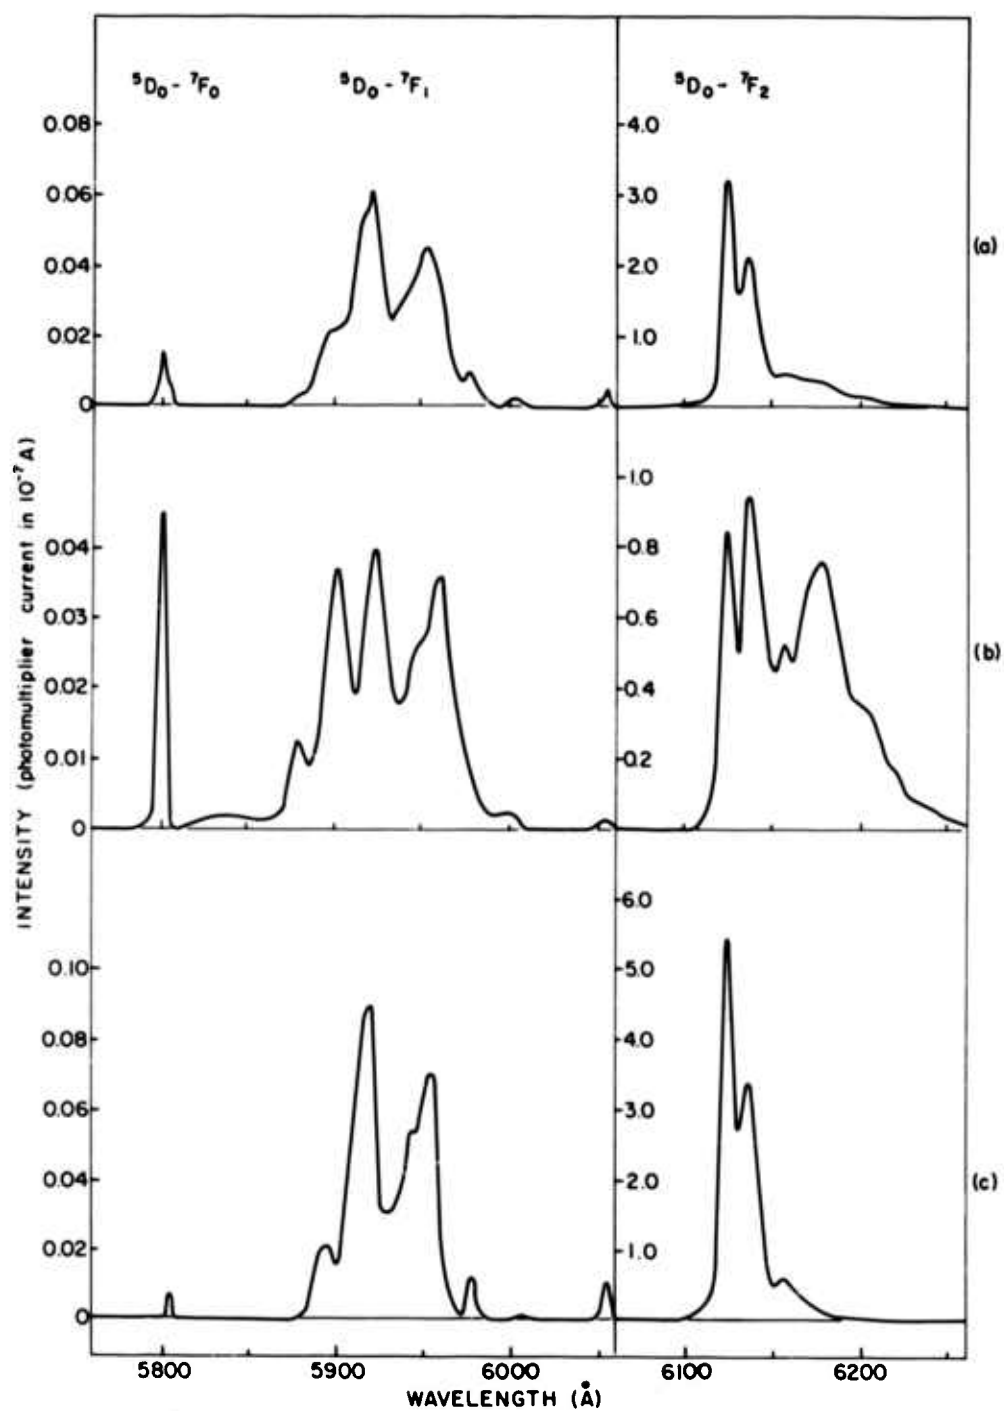 ⁵D₀ - ⁷F₀ ⁵D₀ - ⁷F₁ ⁵D₀ - ⁷F₂
0.08 4.0
0.06 3.0
(a)
0.04 2.0
0.02 1.0
0
1.0
0.04 0.8
0.03 0.6
(b)
0.02 0.4
0.01 0.2
0
6.0
0.10 5.0
0.08 4.0
0.06 3.0
0.04 2.0
(c)
0.02 1.0
0
5800 5900 6000 6100 6200
WAVELENGTH (Å)
INTENSITY (photomultiplier current in 10⁻⁷ A)